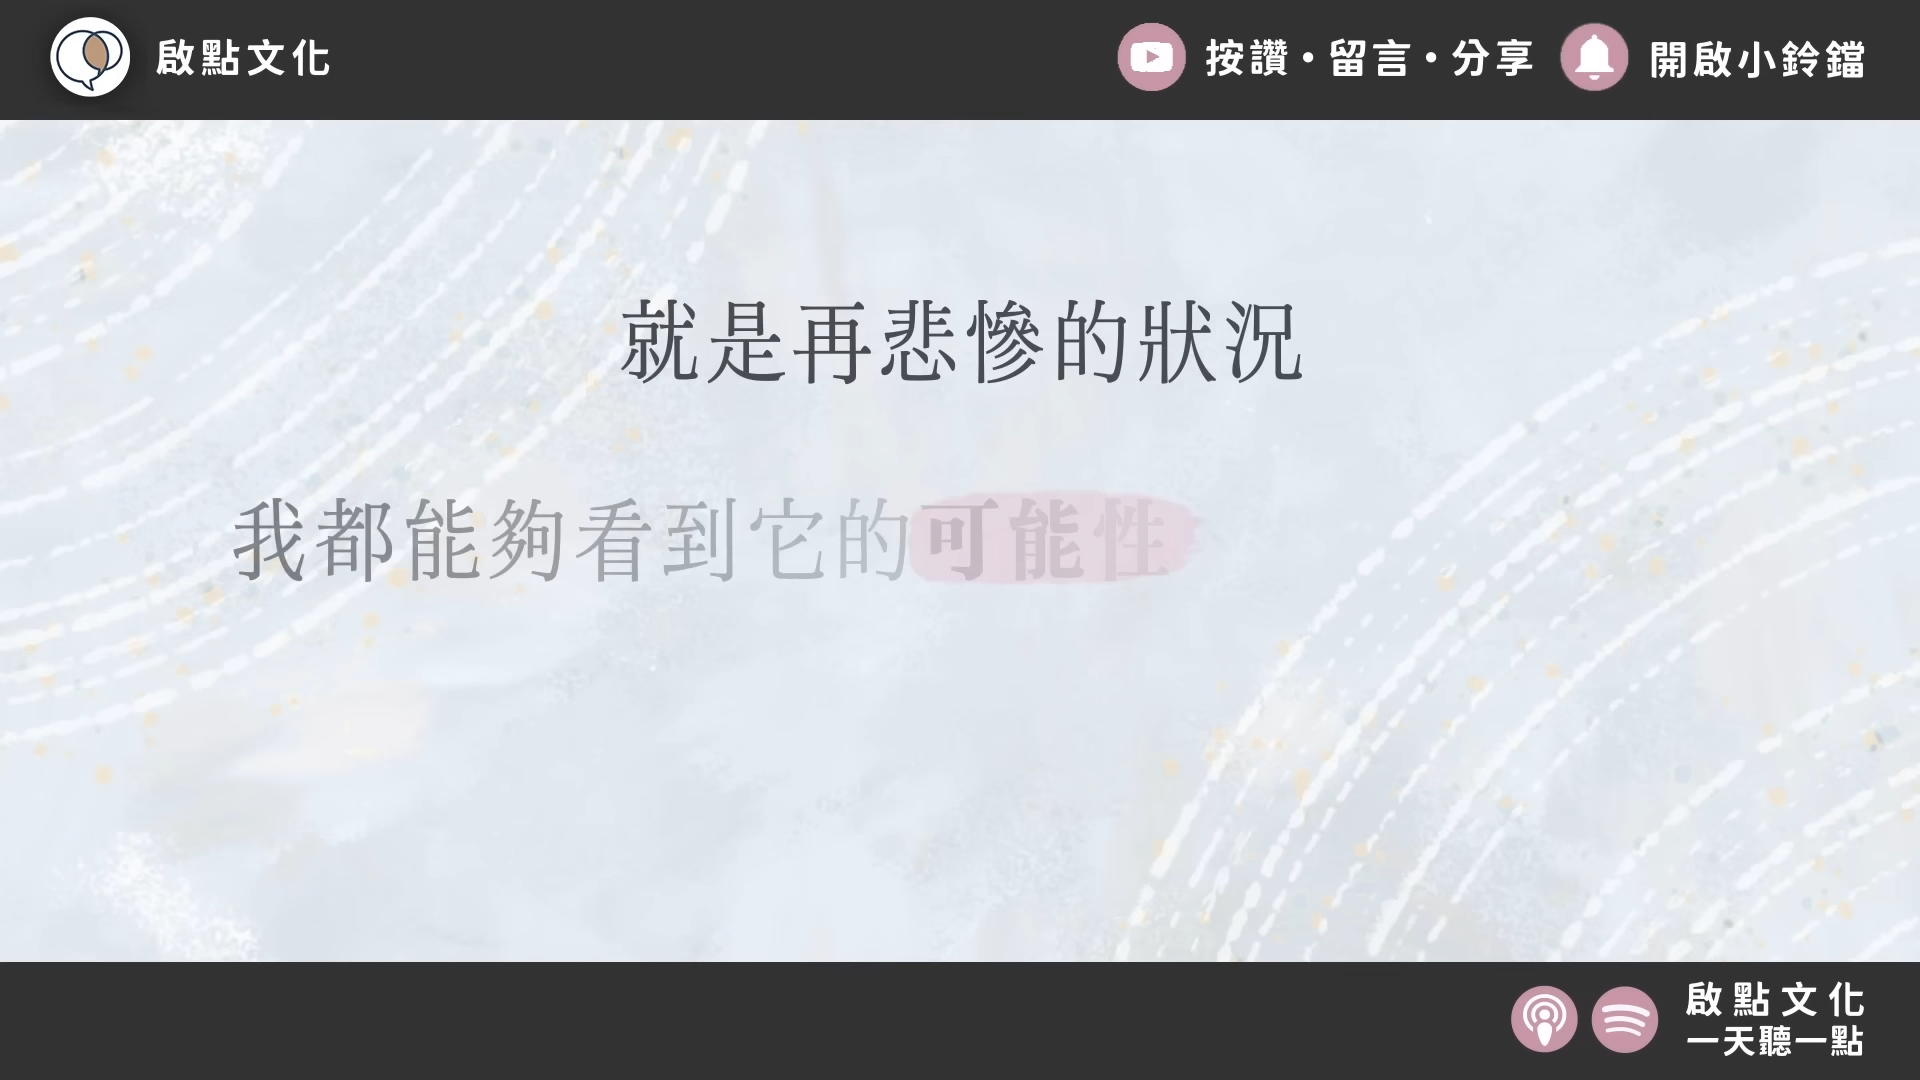 啟點文化
按讚・留言・分享
開啟小鈴鐺
就是再悲慘的狀況
我都能夠看到它的可能性
啟點文化
一天聽一點